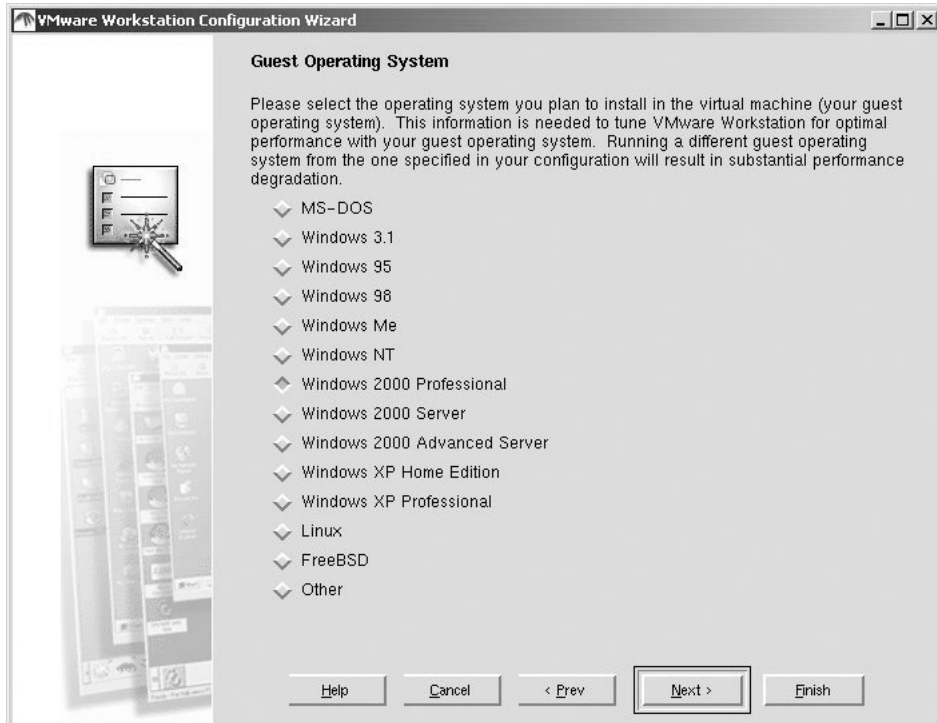 VMware Workstation Configuration Wizard
Guest Operating System
Please select the operating system you plan to install in the virtual machine (your guest
operating system). This information is needed to tune VMware Workstation for optimal
performance with your guest operating system. Running a different guest operating
system from the one specified in your configuration will result in substantial performance
degradation.
MS-DOS
Windows 3.1
Windows 95
Windows 98
Windows Me
Windows NT
Windows 2000 Professional
Windows 2000 Server
Windows 2000 Advanced Server
Windows XP Home Edition
Windows XP Professional
Linux
FreeBSD
Other
Help Cancel < Prev Next > Finish